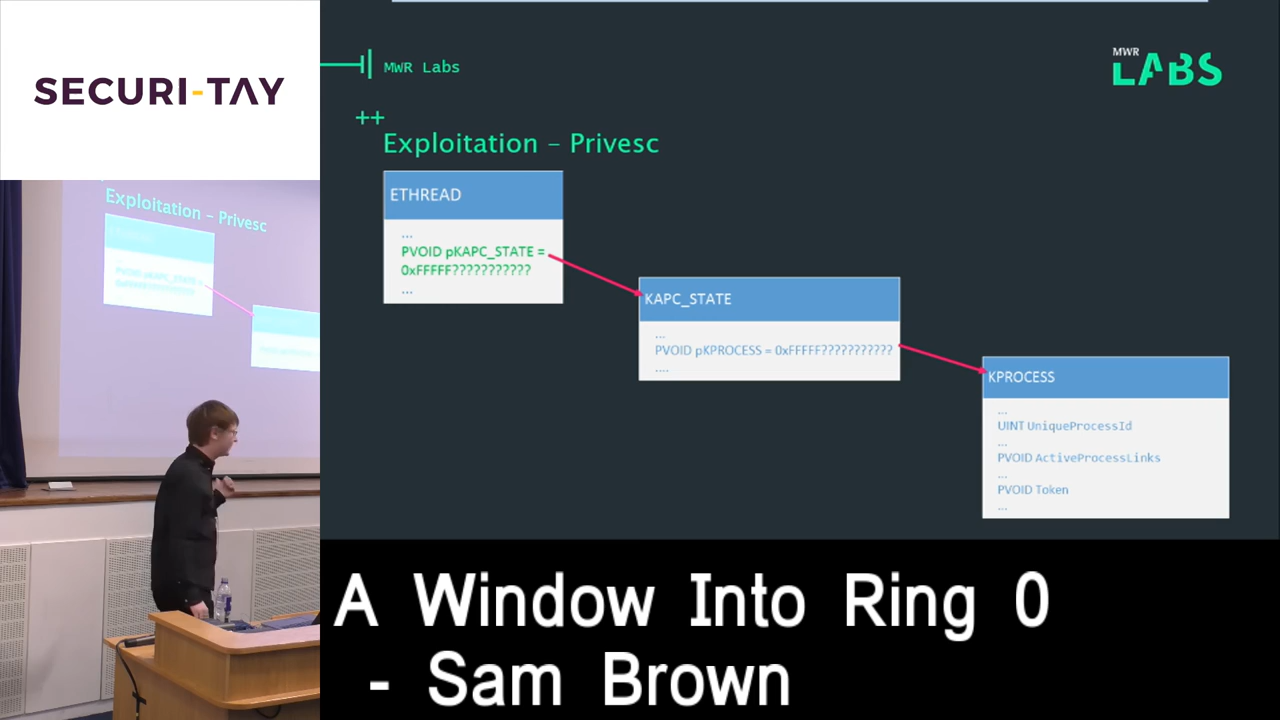 SECURI-TAY
MWR Labs
MWR
LABS
++
Exploitation – Privesc
ETHREAD
...
PVOID pKAPC_STATE =
0xFFFFF???????????
...
KAPC_STATE
...
PVOID pKPROCESS = 0xFFFFF???????????
....
KPROCESS
...
UINT UniqueProcessId
...
PVOID ActiveProcessLinks
...
PVOID Token
...
Exploitation – Privesc
A Window Into Ring 0
- Sam Brown